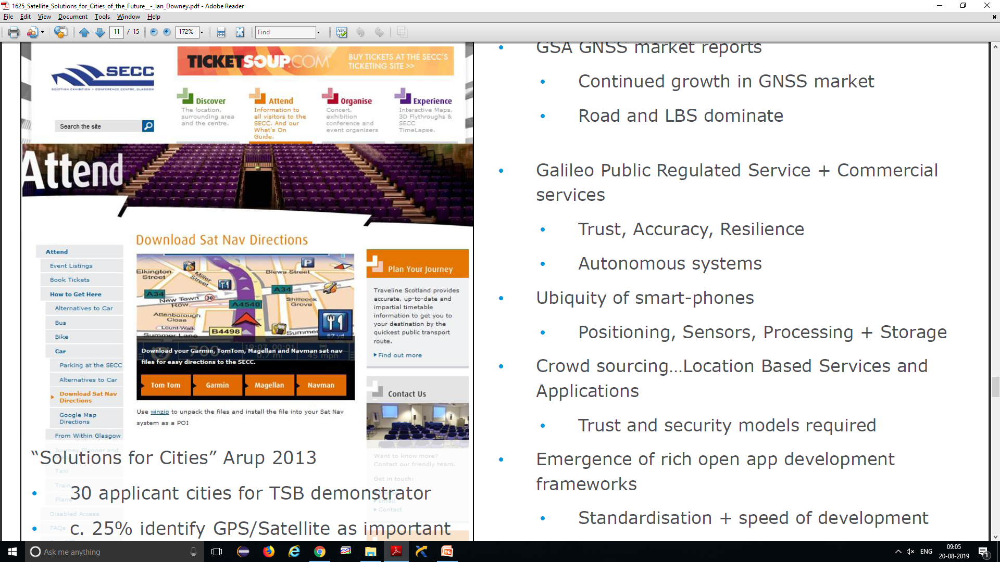 1625_Satellite_Solutions_for_Cities_of_the_Future__-_Ian_Downey.pdf - Adobe Reader
File Edit View Document Tools Window Help
11 / 15 172% Find
TICKETSOUP.COM
BUY TICKETS AT THE SECC'S
TICKETING SITE >>
SECC
SCOTTISH EXHIBITION + CONFERENCE CENTRE, GLASGOW
Search the site
Discover
The location,
surrounding area
and the centre.
Attend
Information to
all visitors to the
SECC. And our
What's On
Guide.
Organise
Concert,
exhibition
conference and
event organisers
Experience
Interactive Maps,
3D Flythroughs &
SECC
TimeLapse.
Attend
Attend
Event Listings
Book Tickets
How to Get Here
Alternatives to Car
Bus
Bike
Car
Parking at the SECC
Alternatives to Car
Download Sat Nav
Directions
Google Map
Directions
From Within Glasgow
Journey Planner and
Taxi
Train
Plane
Disabled Access
FAQs
Download Sat Nav Directions
Elkington
Street
Miller
Street
Blews Street
P
A34
A34
New Town
Row
30
A4540
Shillcock
Grove
Attenborough
Close
Lount Walk
B4498
Summer Lane
Summer
87 yd
700 19:07 00:01
0.7 mi 45 mph
Download your Garmin, TomTom, Magellan and Navman sat nav
files for easy directions to the SECC.
Tom Tom Garmin Magellan Navman
Use winzip to unpack the files and install the file into your Sat Nav
system as a POI
Plan Your Journey
Traveline Scotland provides
accurate, up-to-date and
impartial timetable
information to get you to
your destination by the
quickest public transport
route.
Find out more
Contact Us
Want to know more?
Contact our friendly team.
Get in touch:
Email
Contact
“Solutions for Cities” Arup 2013
• 30 applicant cities for TSB demonstrator
• c. 25% identify GPS/Satellite as important
• GSA GNSS market reports
• Continued growth in GNSS market
• Road and LBS dominate
• Galileo Public Regulated Service + Commercial
services
• Trust, Accuracy, Resilience
• Autonomous systems
• Ubiquity of smart-phones
• Positioning, Sensors, Processing + Storage
• Crowd sourcing…Location Based Services and
Applications
• Trust and security models required
• Emergence of rich open app development
frameworks
• Standardisation + speed of development
Ask me anything
ENG
09:05
20-08-2019
1